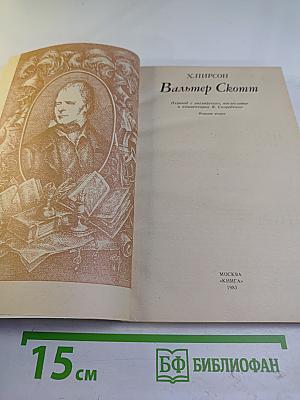 Х.ПИРСОН
Вальтер Скотт
Перевод с английского, послесловие
и комментарии В. Скороденко
Издание второе
МОСКВА
«КНИГА»
1983
15 см
БФ БИБЛИОФАН